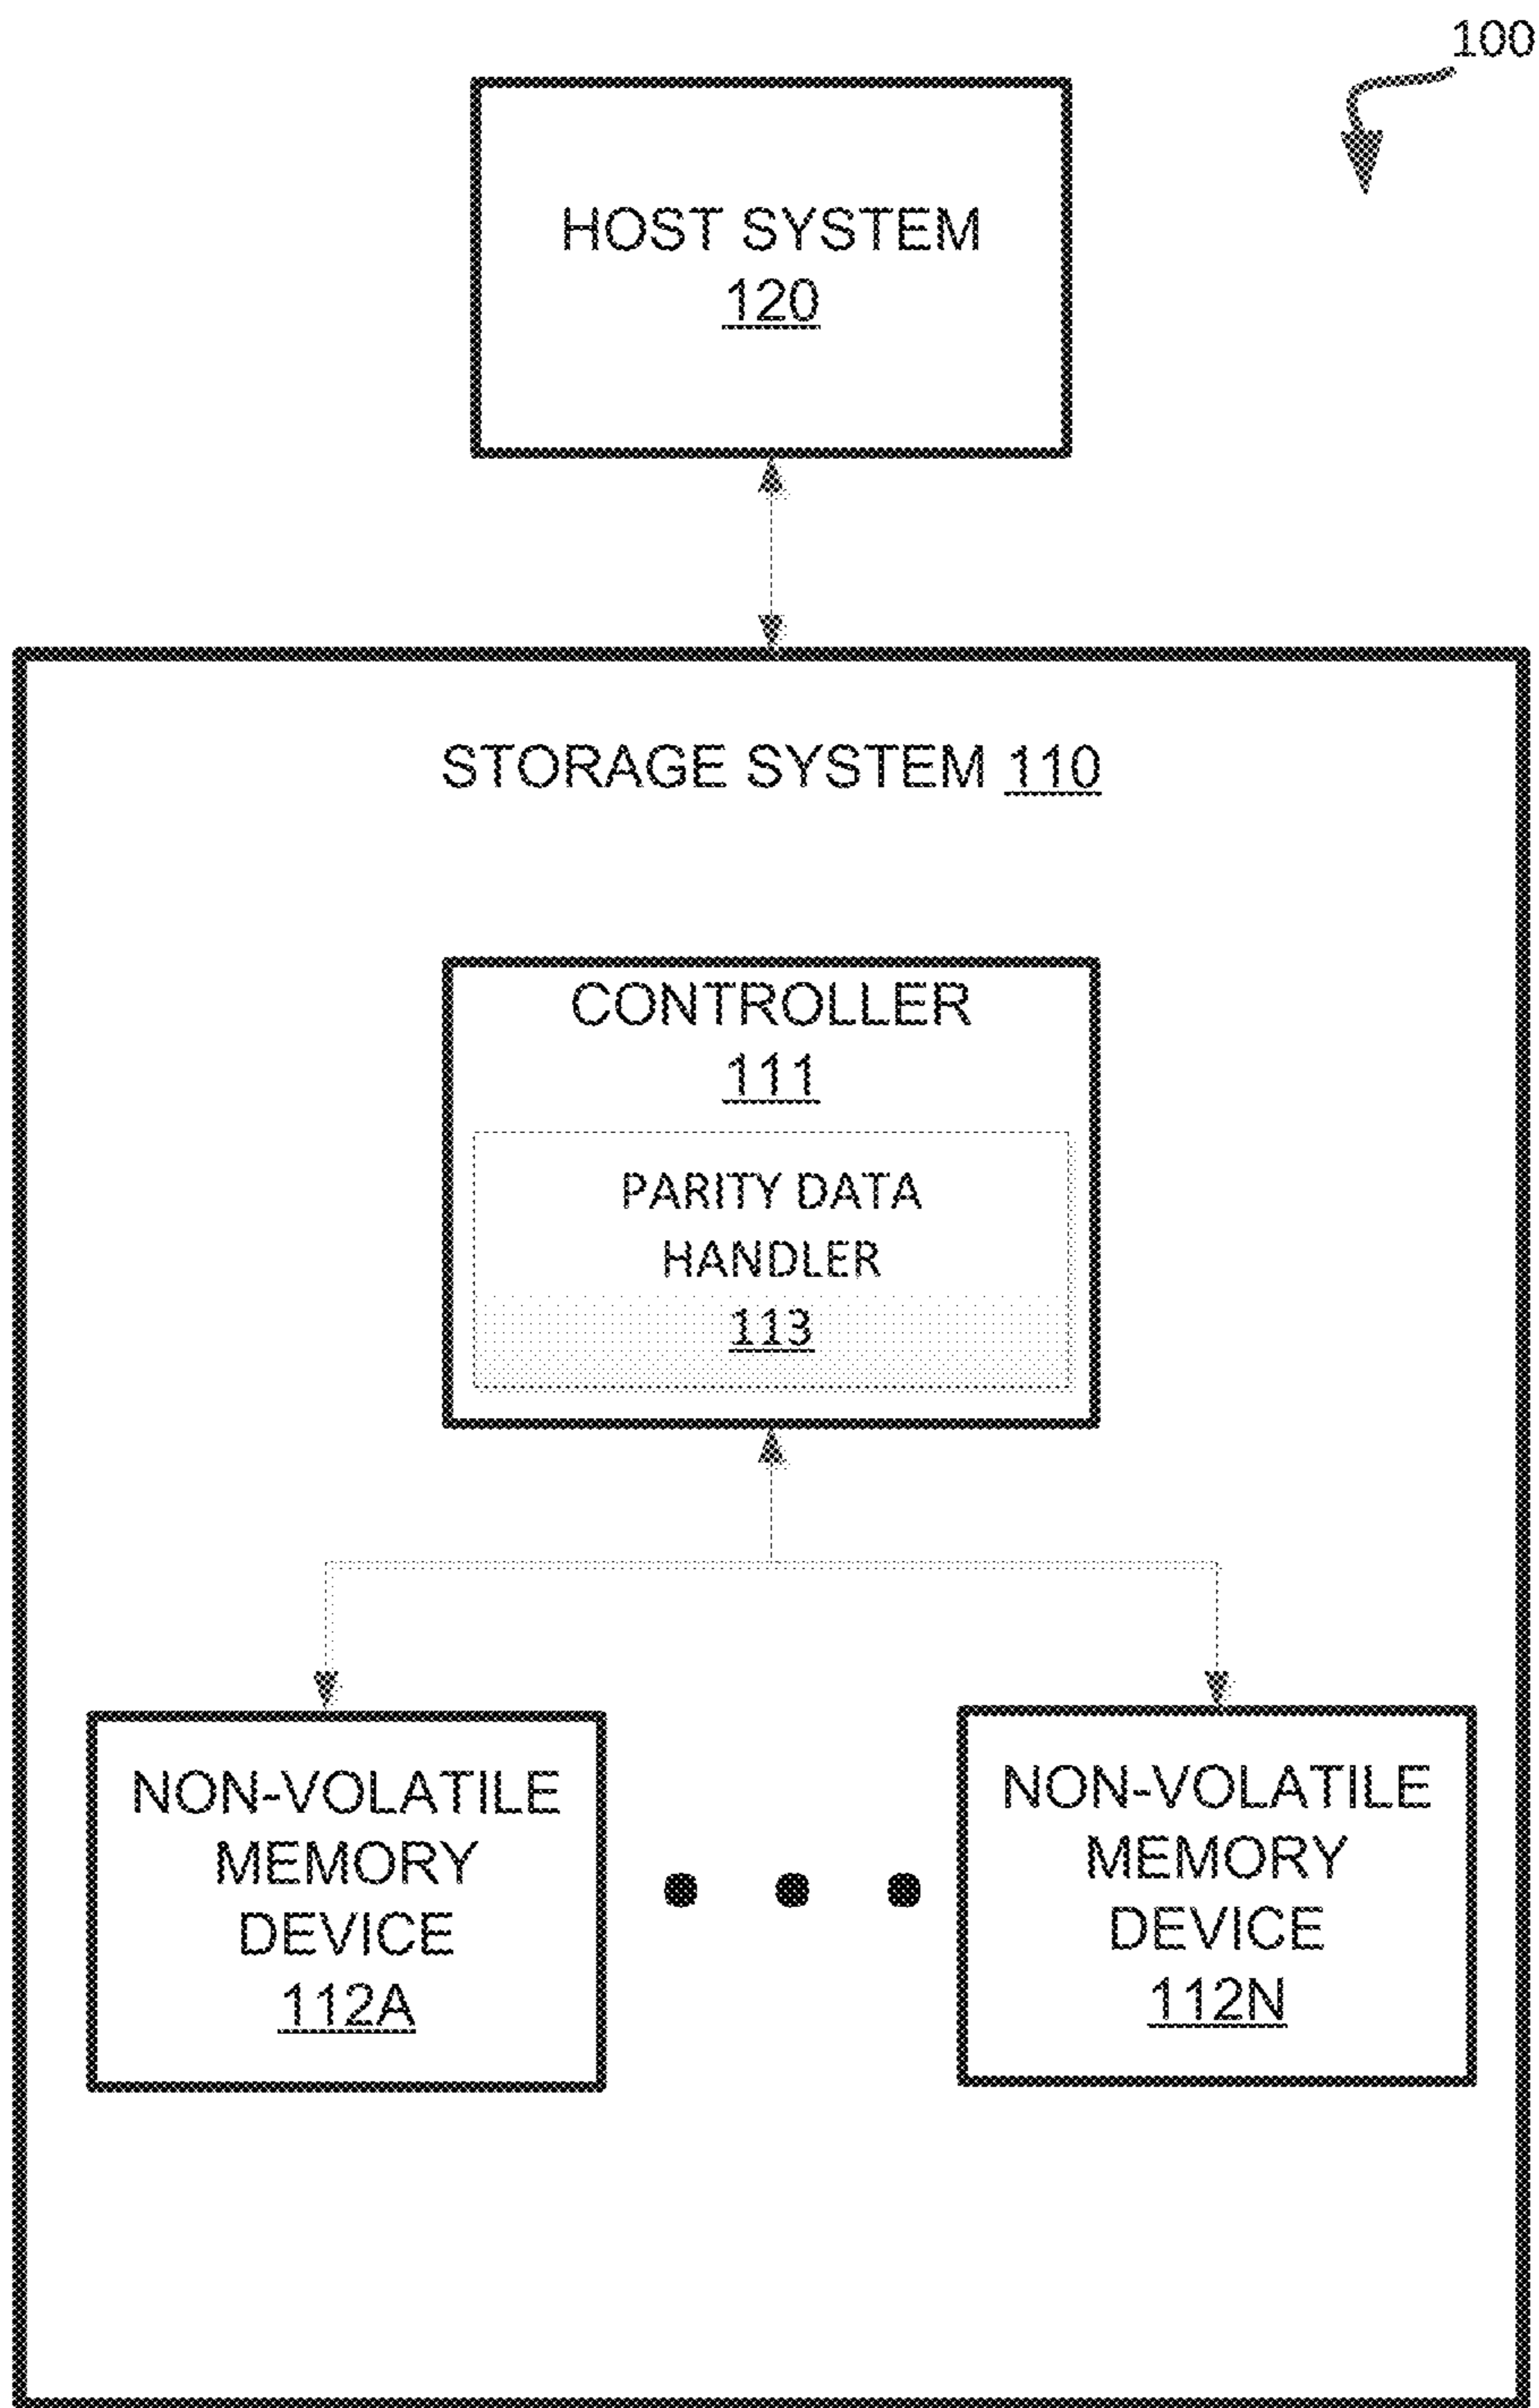 100
HOST SYSTEM
120
STORAGE SYSTEM 110
CONTROLLER
111
PARITY DATA
HANDLER
113
NON-VOLATILE
MEMORY
DEVICE
112A
NON-VOLATILE
MEMORY
DEVICE
112N